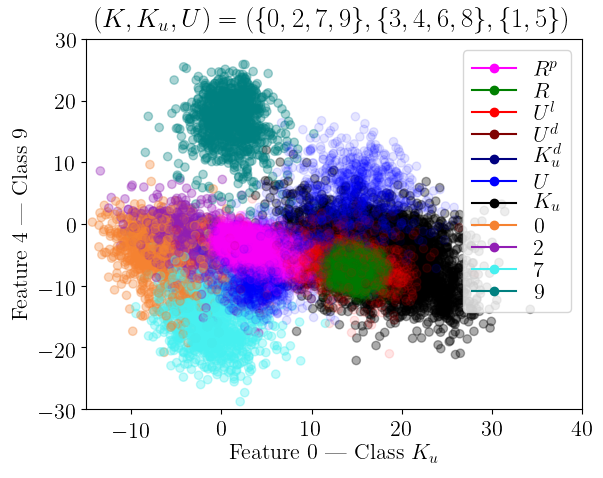 (K, K_u, U) = ({0, 2, 7, 9}, {3, 4, 6, 8}, {1, 5})
30
20
10
0
−10
−20
−30
Feature 4 — Class 9
R^p
R
U^l
U^d
K_u^d
U
K_u
0
2
7
9
−10
0
10
20
30
40
Feature 0 — Class K_u